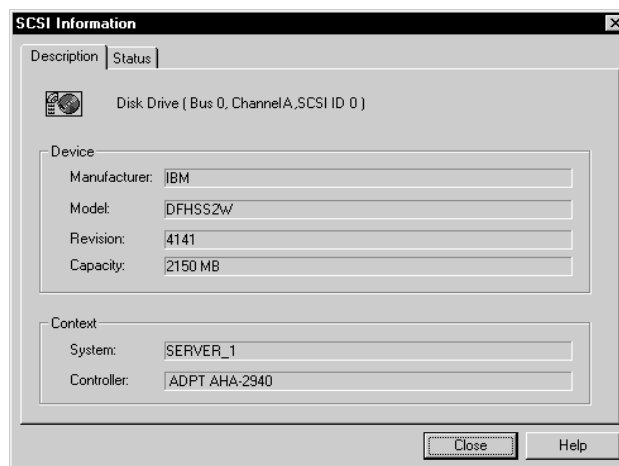 SCSI Information
Description Status
Disk Drive ( Bus 0, ChannelA,SCSI ID 0 )
Device
Manufacturer: IBM
Model: DFHSS2W
Revision: 4141
Capacity: 2150 MB
Context
System: SERVER_1
Controller: ADPT AHA-2940
Close Help